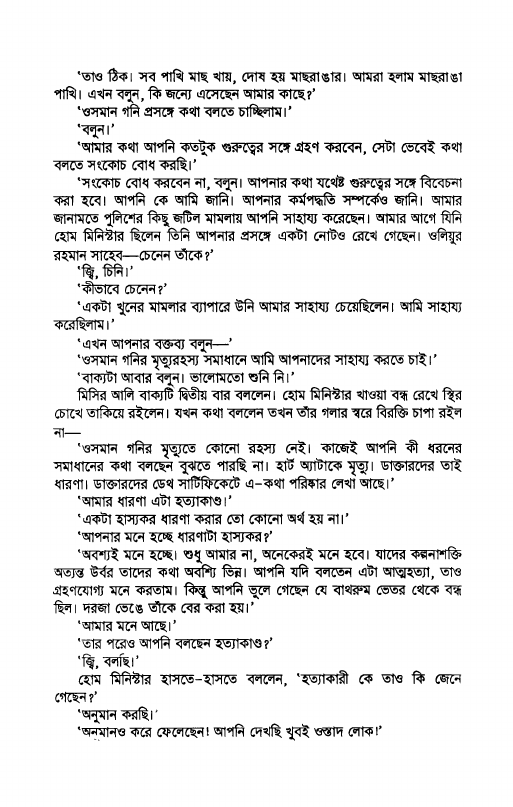 ‘তাও ঠিক। সব পাখি মাছ খায়, দোষ হয় মাছরাঙার। আমরা হলাম মাছরাঙা
পাখি। এখন বলুন, কি জন্যে এসেছেন আমার কাছে?’
‘ওসমান গনি প্রসঙ্গে কথা বলতে চাচ্ছিলাম।’
‘বলুন।’
‘আমার কথা আপনি কতটুক গুরুত্বের সঙ্গে গ্রহণ করবেন, সেটা ভেবেই কথা
বলতে সংকোচ বোধ করছি।’
‘সংকোচ বোধ করবেন না, বলুন। আপনার কথা যথেষ্ট গুরুত্বের সঙ্গে বিবেচনা
করা হবে। আপনি কে আমি জানি। আপনার কর্মপদ্ধতি সম্পর্কেও জানি। আমার
জানামতে পুলিশের কিছু জটিল মামলায় আপনি সাহায্য করেছেন। আমার আগে যিনি
হোম মিনিস্টার ছিলেন তিনি আপনার প্রসঙ্গে একটা নোটও রেখে গেছেন। ওলিয়ুর
রহমান সাহেব—চেনেন তাঁকে?’
‘জ্বি, চিনি।’
‘কীভাবে চেনেন?’
‘একটা খুনের মামলার ব্যাপারে উনি আমার সাহায্য চেয়েছিলেন। আমি সাহায্য
করেছিলাম।’
‘এখন আপনার বক্তব্য বলুন—’
‘ওসমান গনির মৃত্যুরহস্য সমাধানে আমি আপনাদের সাহায্য করতে চাই।’
‘বাক্যটা আবার বলুন। ভালোমতো শুনি নি।’
মিসির আলি বাক্যটি দ্বিতীয় বার বললেন। হোম মিনিস্টার খাওয়া বন্ধ রেখে স্থির
চোখে তাকিয়ে রইলেন। যখন কথা বললেন তখন তাঁর গলার স্বরে বিরক্তি চাপা রইল
না—
‘ওসমান গনির মৃত্যুতে কোনো রহস্য নেই। কাজেই আপনি কী ধরনের
সমাধানের কথা বলছেন বুঝতে পারছি না। হার্ট অ্যাটাকে মৃত্যু। ডাক্তারদের তাই
ধারণা। ডাক্তারদের ডেথ সার্টিফিকেটে এ-কথা পরিষ্কার লেখা আছে।’
‘আমার ধারণা এটা হত্যাকাণ্ড।’
‘একটা হাস্যকর ধারণা করার তো কোনো অর্থ হয় না।’
‘আপনার মনে হচ্ছে ধারণাটা হাস্যকর?’
‘অবশ্যই মনে হচ্ছে। শুধু আমার না, অনেকেরই মনে হবে। যাদের কল্পনাশক্তি
অত্যন্ত উর্বর তাদের কথা অবশ্যি ভিন্ন। আপনি যদি বলতেন এটা আত্মহত্যা, তাও
গ্রহণযোগ্য মনে করতাম। কিন্তু আপনি ভুলে গেছেন যে বাথরুম ভেতর থেকে বন্ধ
ছিল। দরজা ভেঙে তাঁকে বের করা হয়।’
‘আমার মনে আছে।’
‘তার পরেও আপনি বলছেন হত্যাকাণ্ড?’
‘জ্বি, বলছি।’
হোম মিনিস্টার হাসতে-হাসতে বললেন, ‘হত্যাকারী কে তাও কি জেনে
গেছেন?’
‘অনুমান করছি।’
‘অনুমানও করে ফেলেছেন! আপনি দেখছি খুবই ওস্তাদ লোক!’